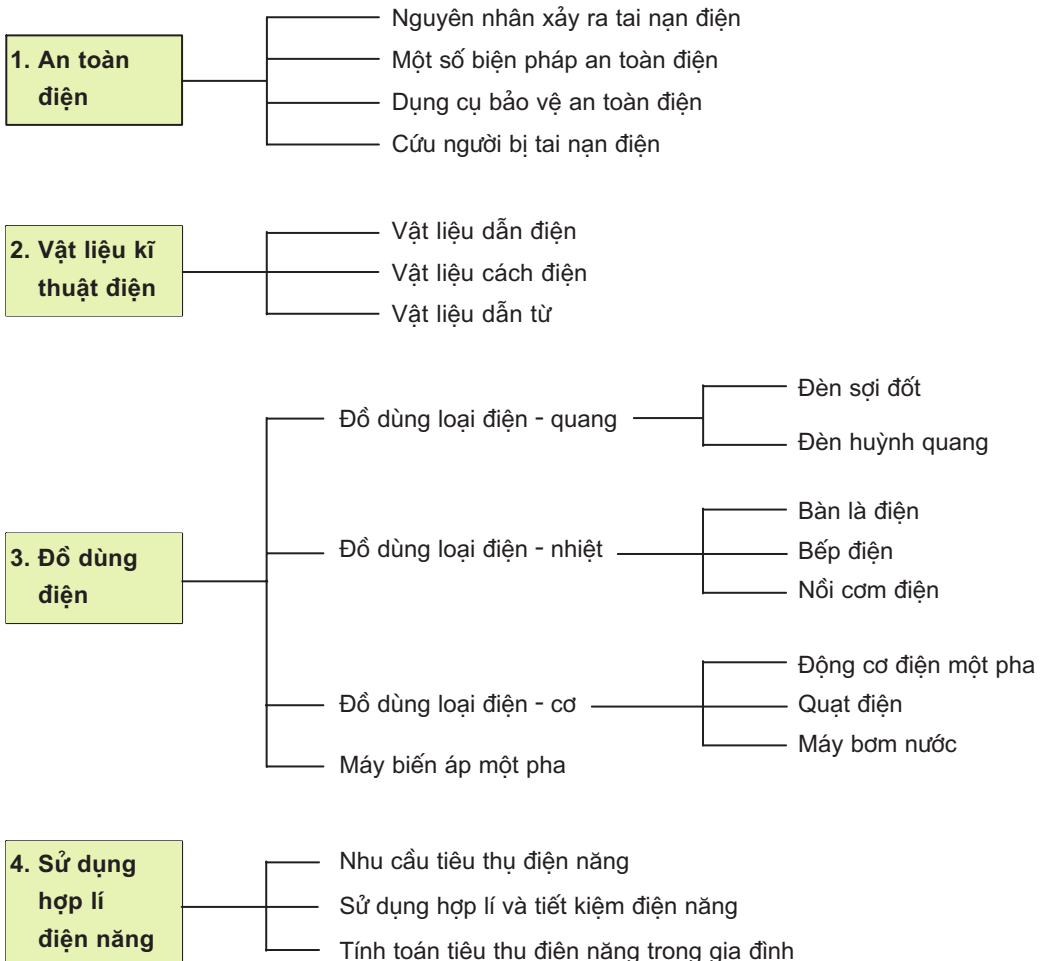 1. An toàn
điện
Nguyên nhân xảy ra tai nạn điện
Một số biện pháp an toàn điện
Dụng cụ bảo vệ an toàn điện
Cứu người bị tai nạn điện
2. Vật liệu kĩ
thuật điện
Vật liệu dẫn điện
Vật liệu cách điện
Vật liệu dẫn từ
3. Đồ dùng
điện
Đồ dùng loại điện - quang
Đèn sợi đốt
Đèn huỳnh quang
Đồ dùng loại điện - nhiệt
Bàn là điện
Bếp điện
Nồi cơm điện
Đồ dùng loại điện - cơ
Động cơ điện một pha
Quạt điện
Máy bơm nước
Máy biến áp một pha
4. Sử dụng
hợp lí
điện năng
Nhu cầu tiêu thụ điện năng
Sử dụng hợp lí và tiết kiệm điện năng
Tính toán tiêu thụ điện năng trong gia đình